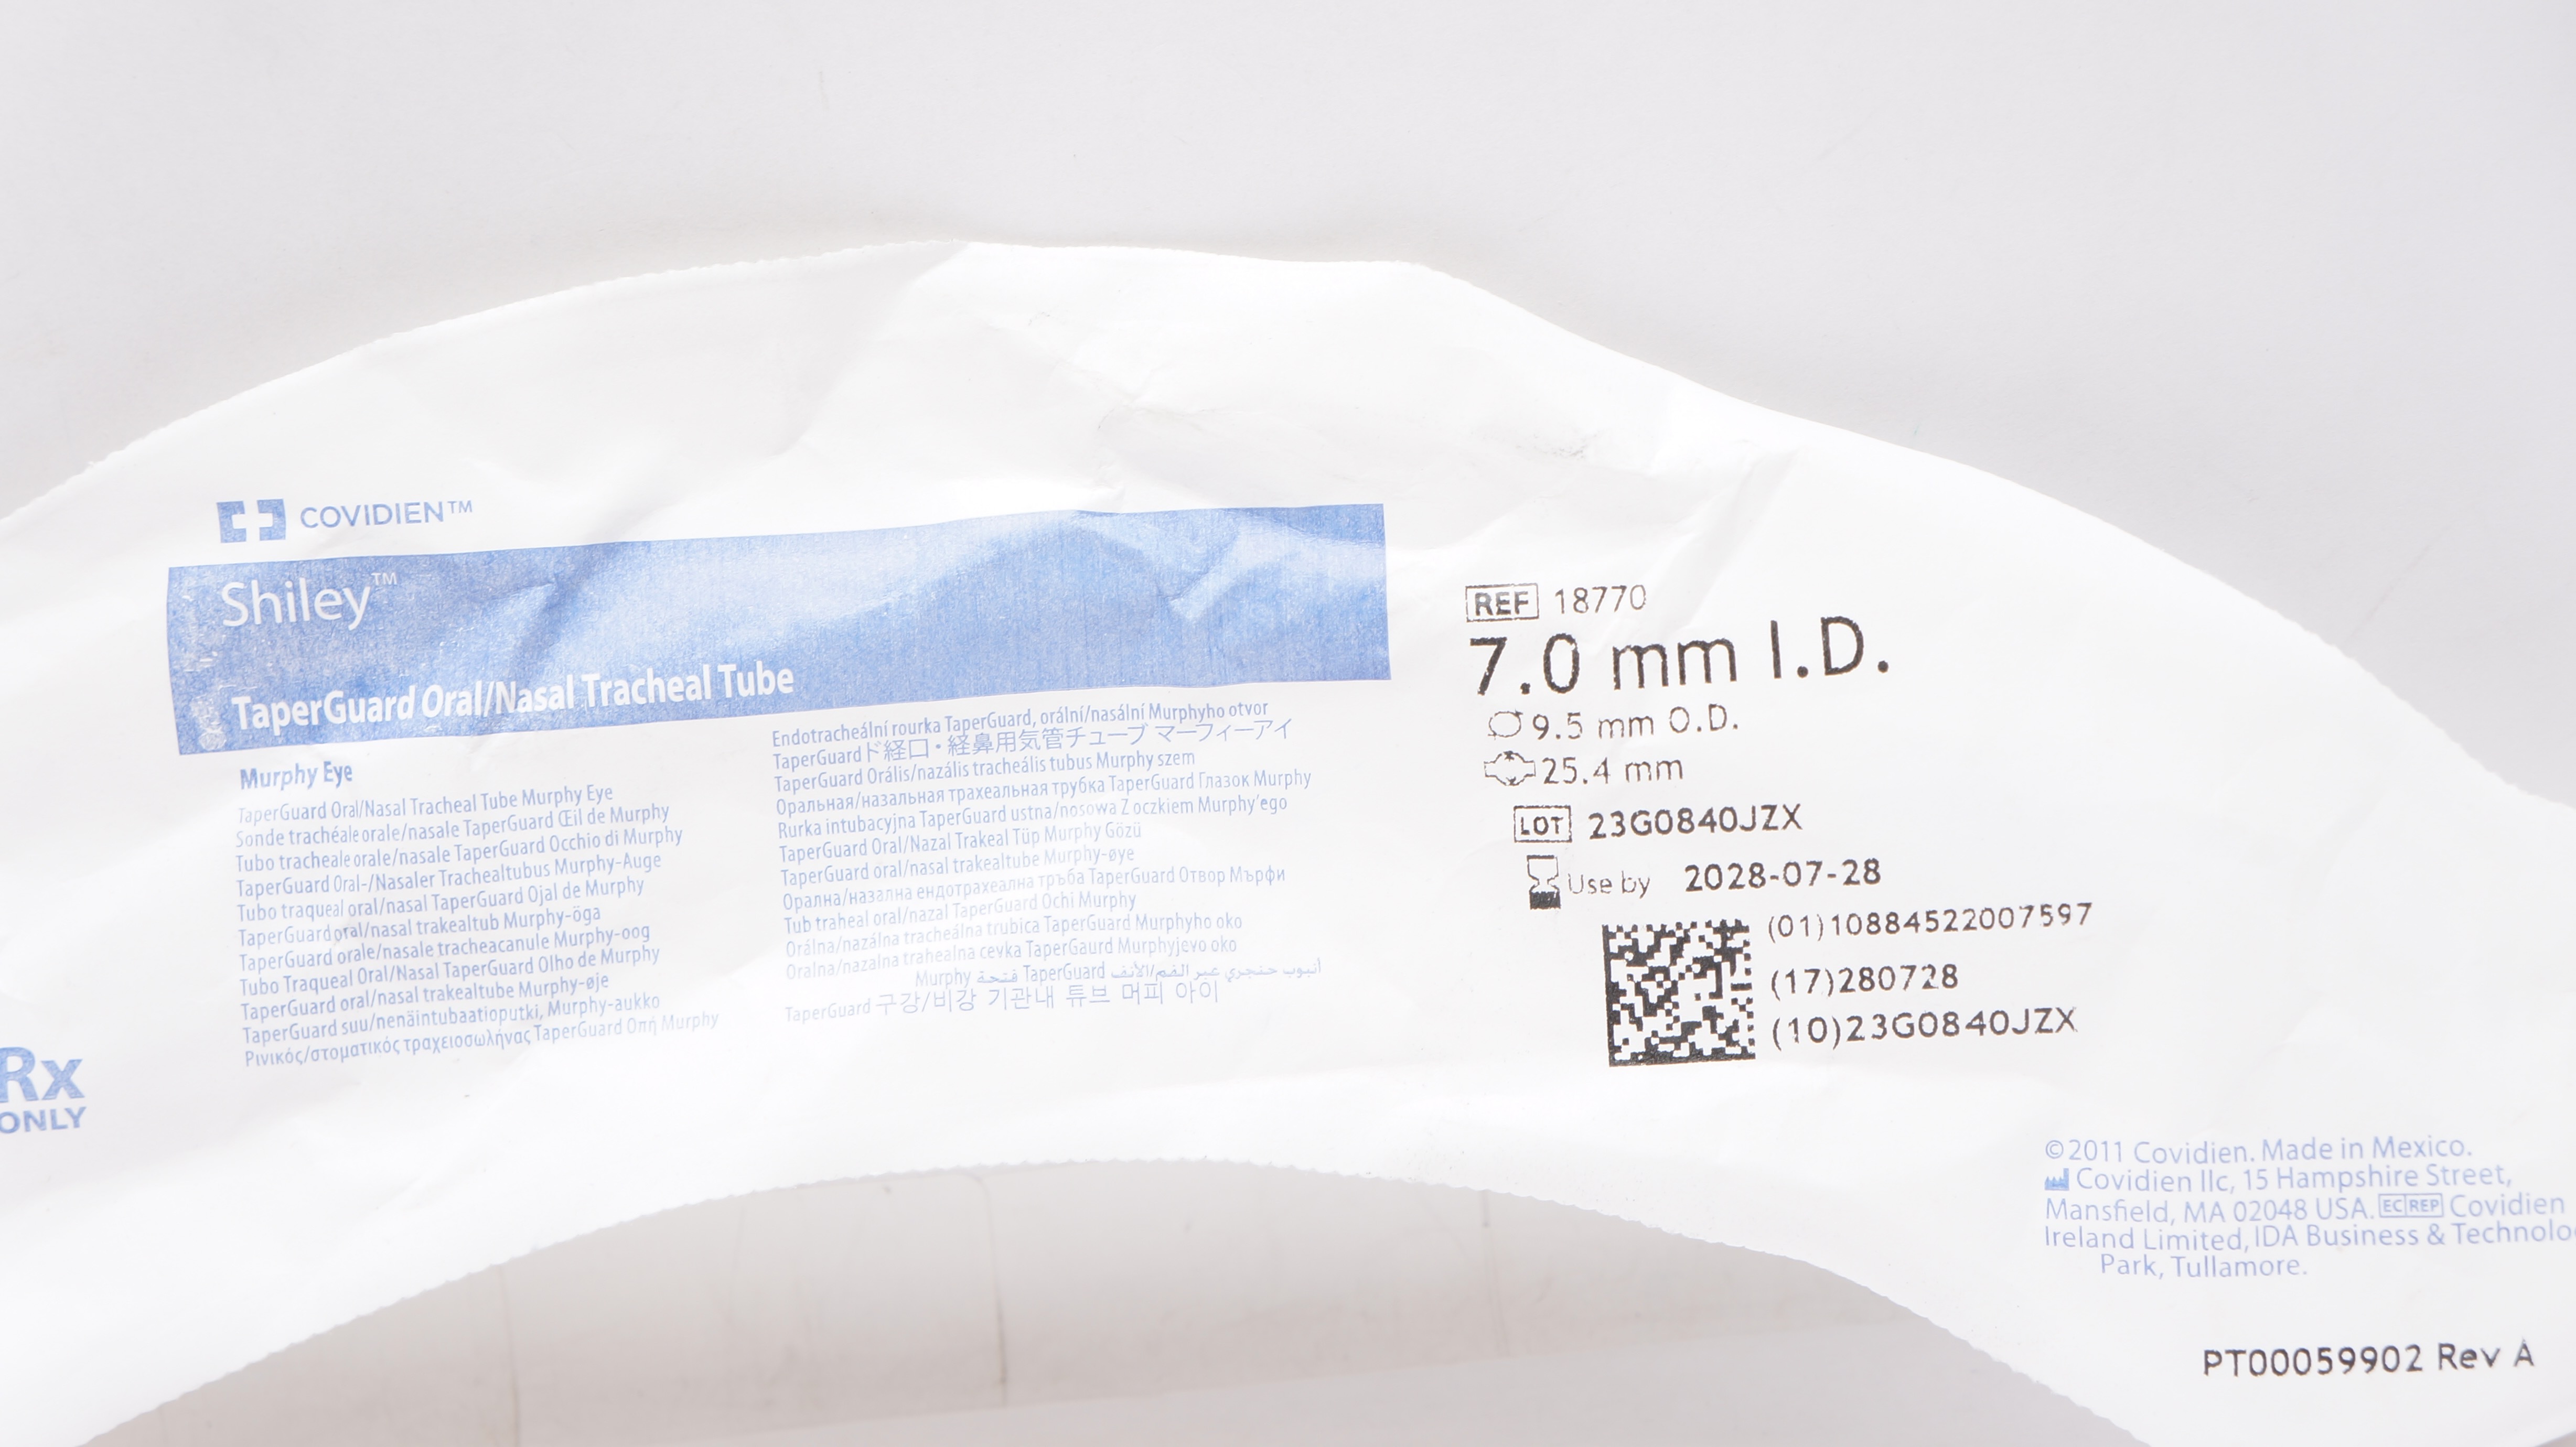 COVIDIEN™
Shiley™
TaperGuard Oral/Nasal Tracheal Tube
Murphy Eye
TaperGuard Oral/Nasal Tracheal Tube Murphy Eye
Sonde trachéale orale/nasale TaperGuard Œil de Murphy
Tubo tracheale orale/nasale TaperGuard Occhio di Murphy
TaperGuard Oral-/Nasaler Trachealtubus Murphy-Auge
Tubo traqueal oral/nasal TaperGuard Ojal de Murphy
TaperGuard oral/nasal trakealtub Murphy-öga
TaperGuard orale/nasale tracheacanule Murphy-oog
Tubo Traqueal Oral/Nasal TaperGuard Olho de Murphy
TaperGuard oral/nasal trakealtube Murphy-øje
TaperGuard suu/nenäintubaatioputki, Murphy-aukko
Ρινικός/στοματικός τραχειοσωλήνας TaperGuard Οπή Murphy
Endotracheální rourka TaperGuard, orální/nasální Murphyho otvor
TaperGuardド経口・経鼻用気管チューブ マーフィーアイ
TaperGuard Orális/nazális tracheális tubus Murphy szem
Оральная/назальная трахеальная трубка TaperGuard Глазок Murphy
Rurka intubacyjna TaperGuard ustna/nosowa Z oczkiem Murphy'ego
TaperGuard Oral/Nazal Trakeal Tüp Murphy Gözü
TaperGuard oral/nasal trakealtube Murphy-øye
Орална/назална ендотрахеална тръба TaperGuard Отвор Мърфи
Tub traheal oral/nazal TaperGuard Ochi Murphy
Orálna/nazálna tracheálna trubica TaperGuard Murphyho oko
Oralna/nazalna trahealna cevka TaperGaurd Murphyjevo oko
أنبوب حنجري عبر الفم/الأنف TaperGuard فتحة Murphy
TaperGuard 구강/비강 기관내 튜브 머피 아이
Rx
ONLY
REF 18770
7.0 mm I.D.
9.5 mm O.D.
25.4 mm
LOT 23G0840JZX
Use by 2028-07-28
(01)10884522007597
(17)280728
(10)23G0840JZX
©2011 Covidien. Made in Mexico.
Covidien llc, 15 Hampshire Street,
Mansfield, MA 02048 USA. EC REP Covidien
Ireland Limited, IDA Business & Technolo
Park, Tullamore.
PT00059902 Rev A